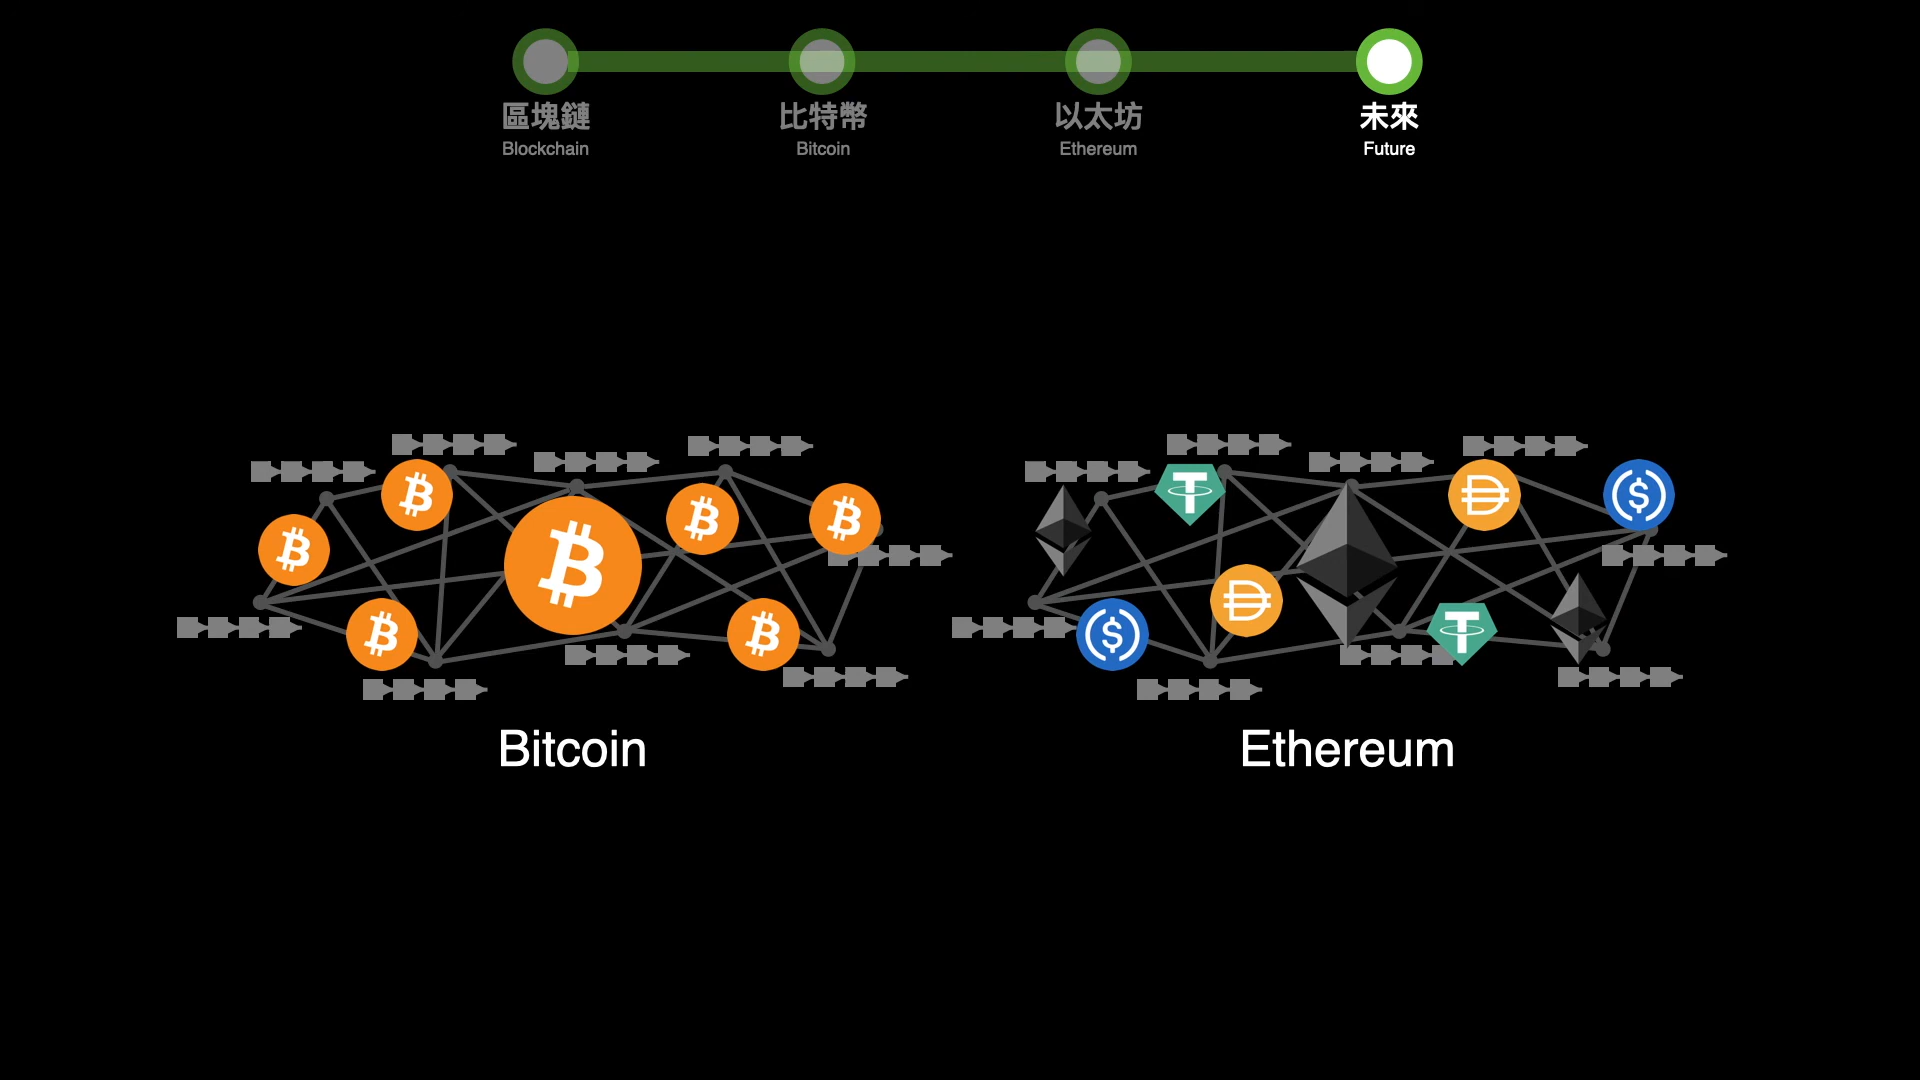 區塊鏈
Blockchain
比特幣
Bitcoin
以太坊
Ethereum
未來
Future
Bitcoin
Ethereum